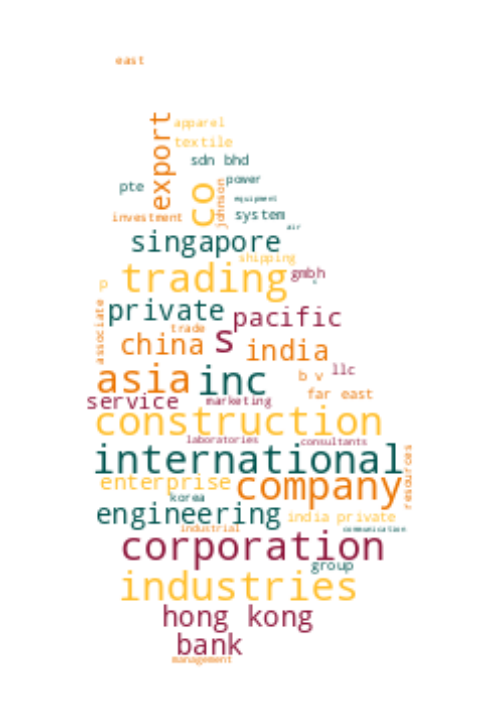 east
export
apparel
textile
sdn bhd
pte
power
co
johnson
equipment
investment
system
air
singapore
shipping
trading
gmbh
p
s
associate
private
pacific
trade
s
china
india
asia
inc
b v
llc
far east
service
marketing
construction
laboratories
consultants
international
resources
enterprise
company
korea
engineering
india private
industrial
communication
corporation
group
industries
hong kong
bank
management